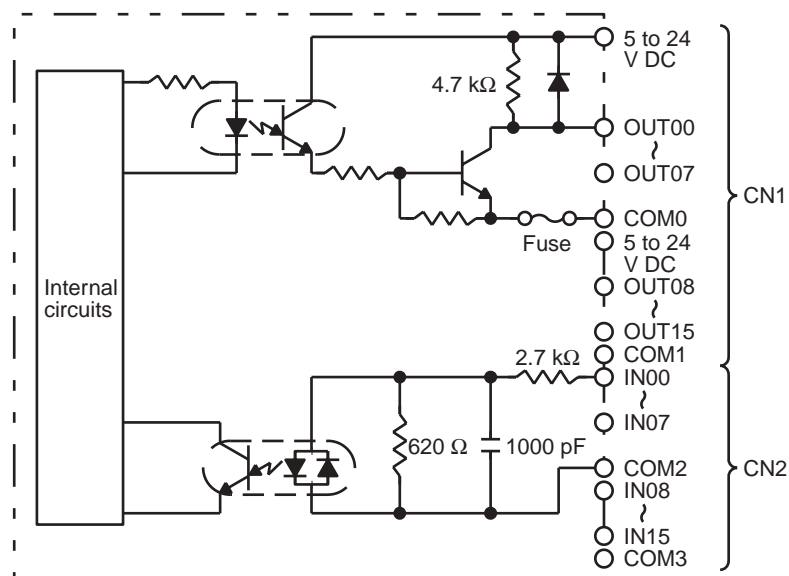 5 to 24
V DC
4.7 kΩ
OUT00
~
OUT07
CN1
COM0
Fuse
5 to 24
V DC
Internal
circuits
OUT08
~
OUT15
COM1
2.7 kΩ
IN00
~
IN07
620 Ω
1000 pF
COM2
CN2
IN08
~
IN15
COM3